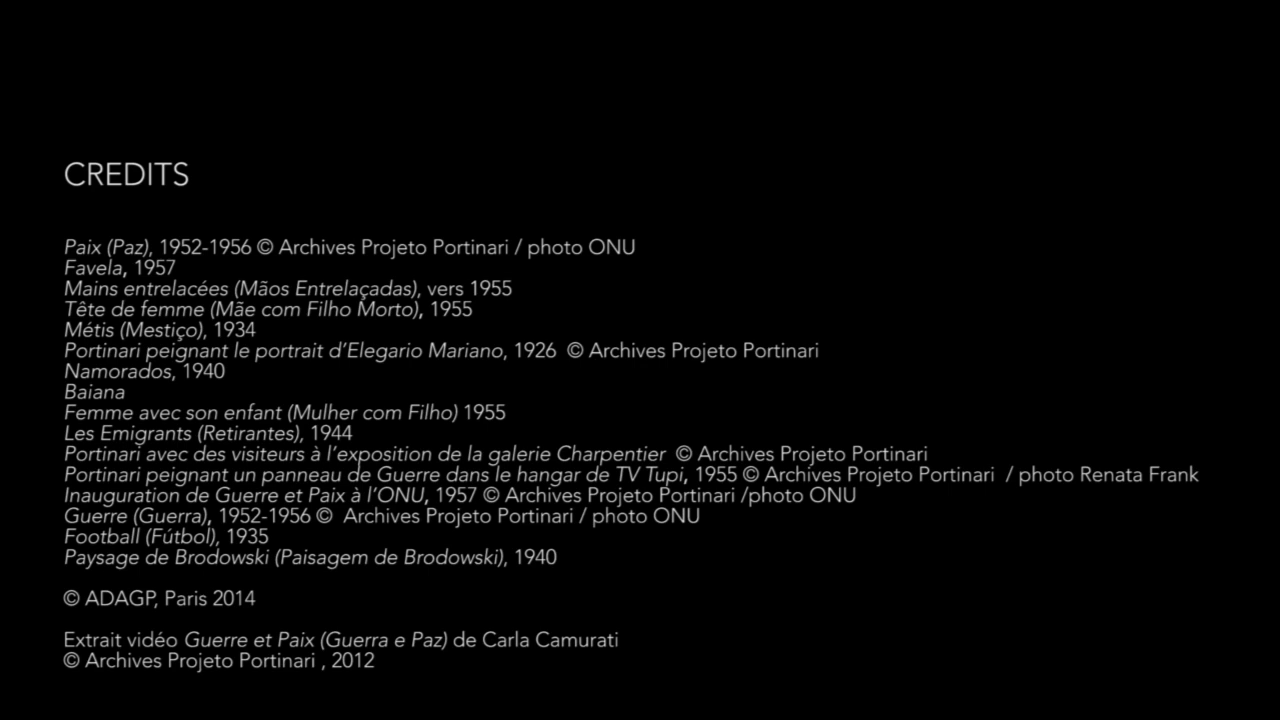 CREDITS
Paix (Paz), 1952-1956 © Archives Projeto Portinari / photo ONU
Favela, 1957
Mains entrelacées (Mãos Entrelaçadas), vers 1955
Tête de femme (Mãe com Filho Morto), 1955
Métis (Mestiço), 1934
Portinari peignant le portrait d’Elegario Mariano, 1926 © Archives Projeto Portinari
Namorados, 1940
Baiana
Femme avec son enfant (Mulher com Filho) 1955
Les Emigrants (Retirantes), 1944
Portinari avec des visiteurs à l’exposition de la galerie Charpentier © Archives Projeto Portinari
Portinari peignant un panneau de Guerre dans le hangar de TV Tupi, 1955 © Archives Projeto Portinari / photo Renata Frank
Inauguration de Guerre et Paix à l’ONU, 1957 © Archives Projeto Portinari /photo ONU
Guerre (Guerra), 1952-1956 © Archives Projeto Portinari / photo ONU
Football (Fútbol), 1935
Paysage de Brodowski (Paisagem de Brodowski), 1940
© ADAGP, Paris 2014
Extrait vidéo Guerre et Paix (Guerra e Paz) de Carla Camurati
© Archives Projeto Portinari , 2012